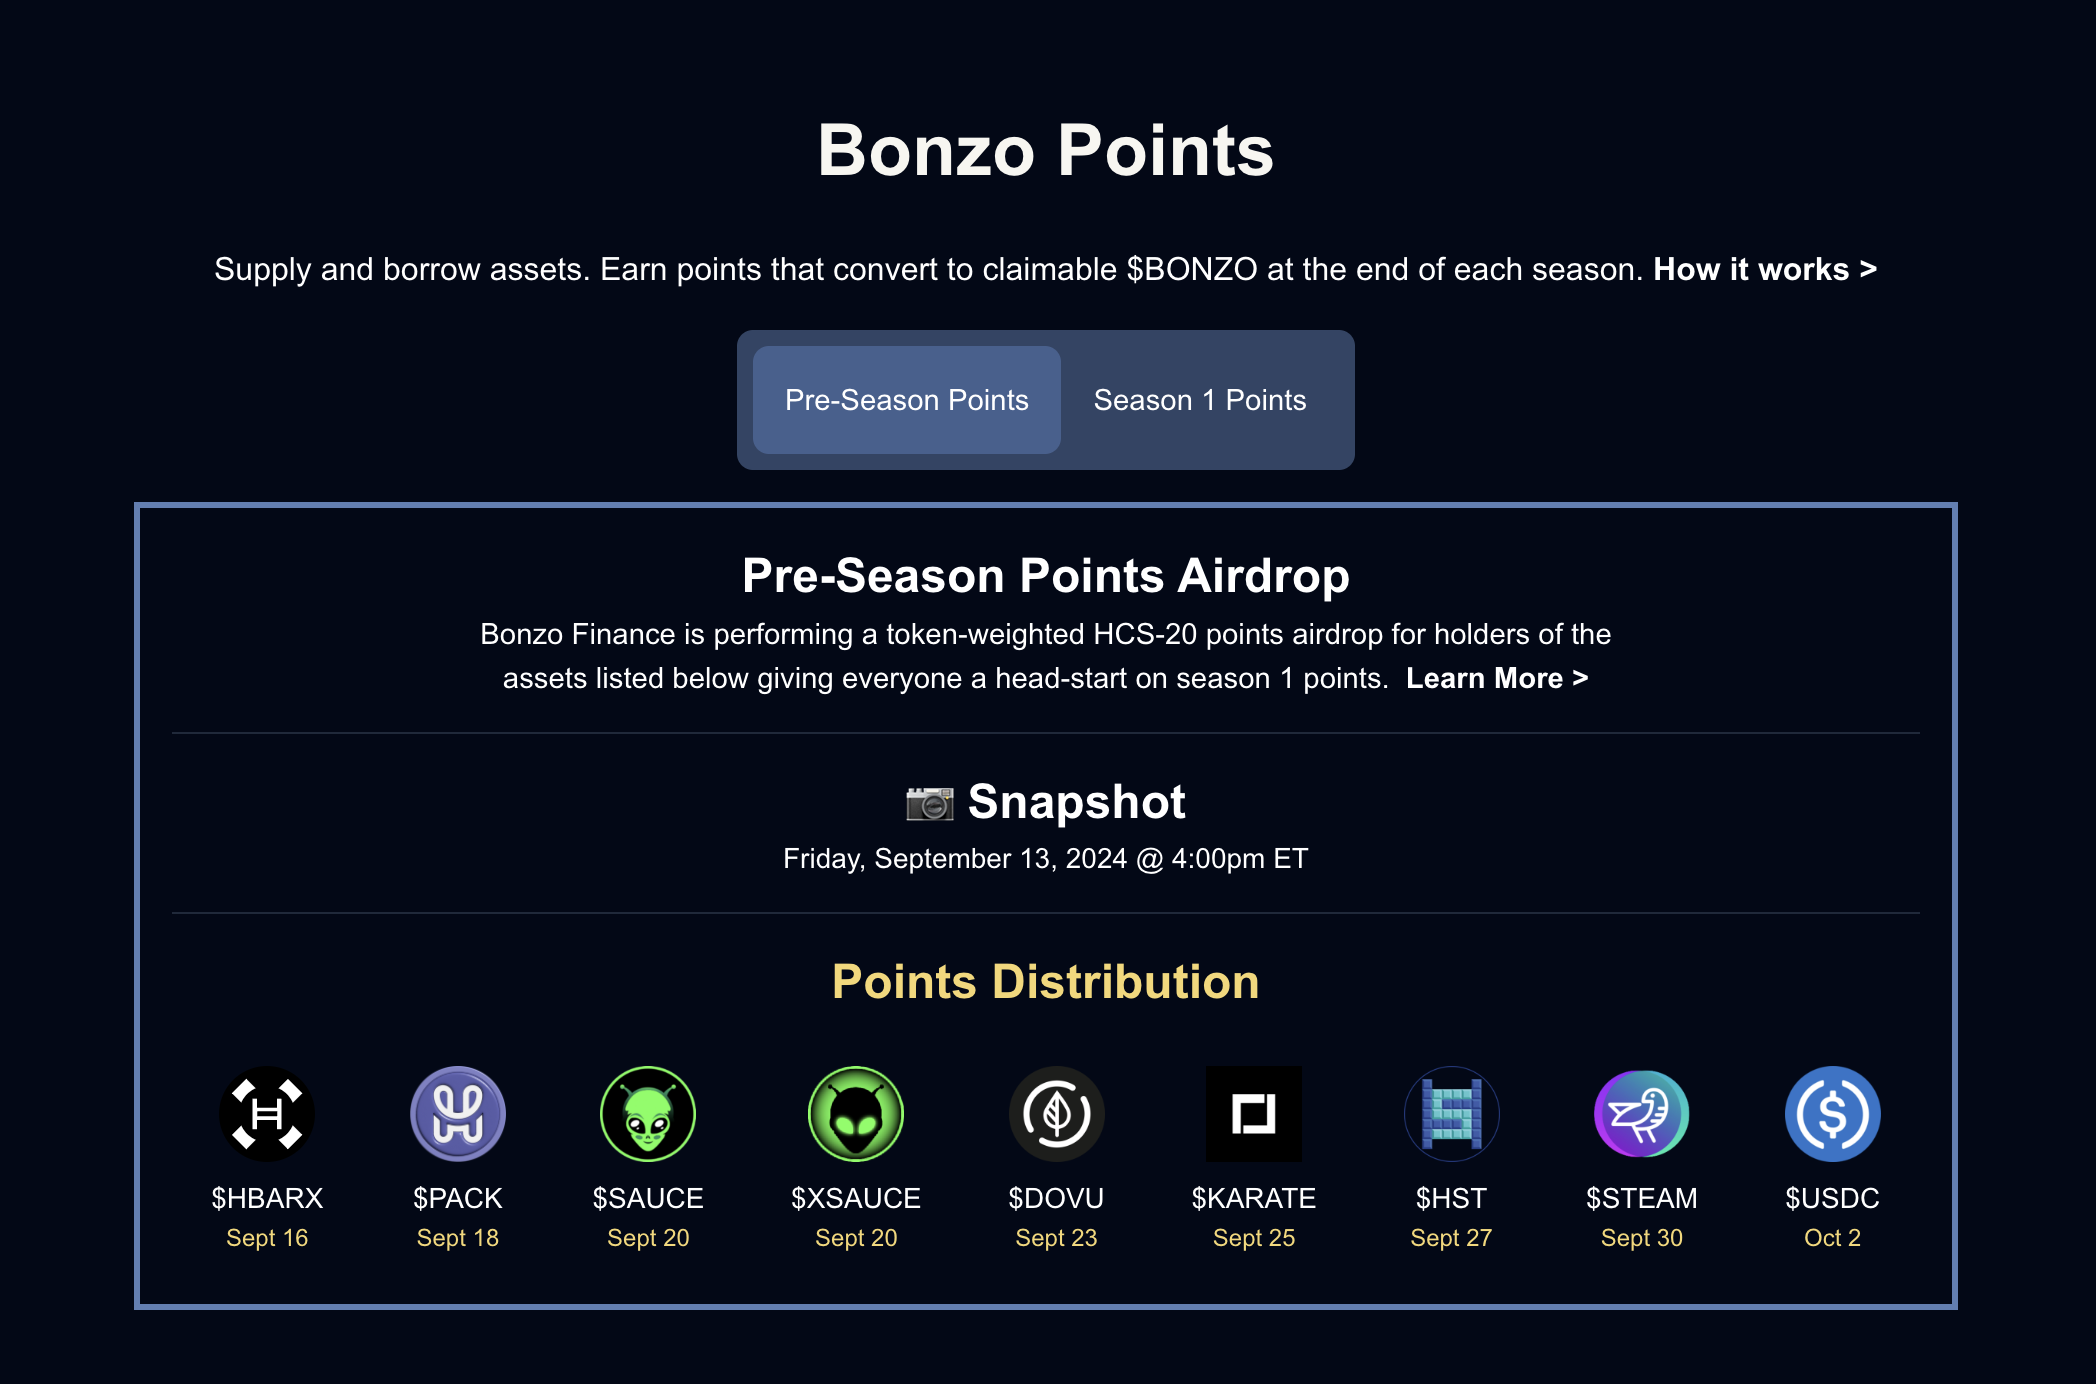 Bonzo Points
Supply and borrow assets. Earn points that convert to claimable $BONZO at the end of each season. How it works >
Pre-Season Points
Season 1 Points
Pre-Season Points Airdrop
Bonzo Finance is performing a token-weighted HCS-20 points airdrop for holders of the
assets listed below giving everyone a head-start on season 1 points. Learn More >
Snapshot
Friday, September 13, 2024 @ 4:00pm ET
Points Distribution
$HBARX
Sept 16
$PACK
Sept 18
$SAUCE
Sept 20
$XSAUCE
Sept 20
$DOVU
Sept 23
$KARATE
Sept 25
$HST
Sept 27
$STEAM
Sept 30
$USDC
Oct 2